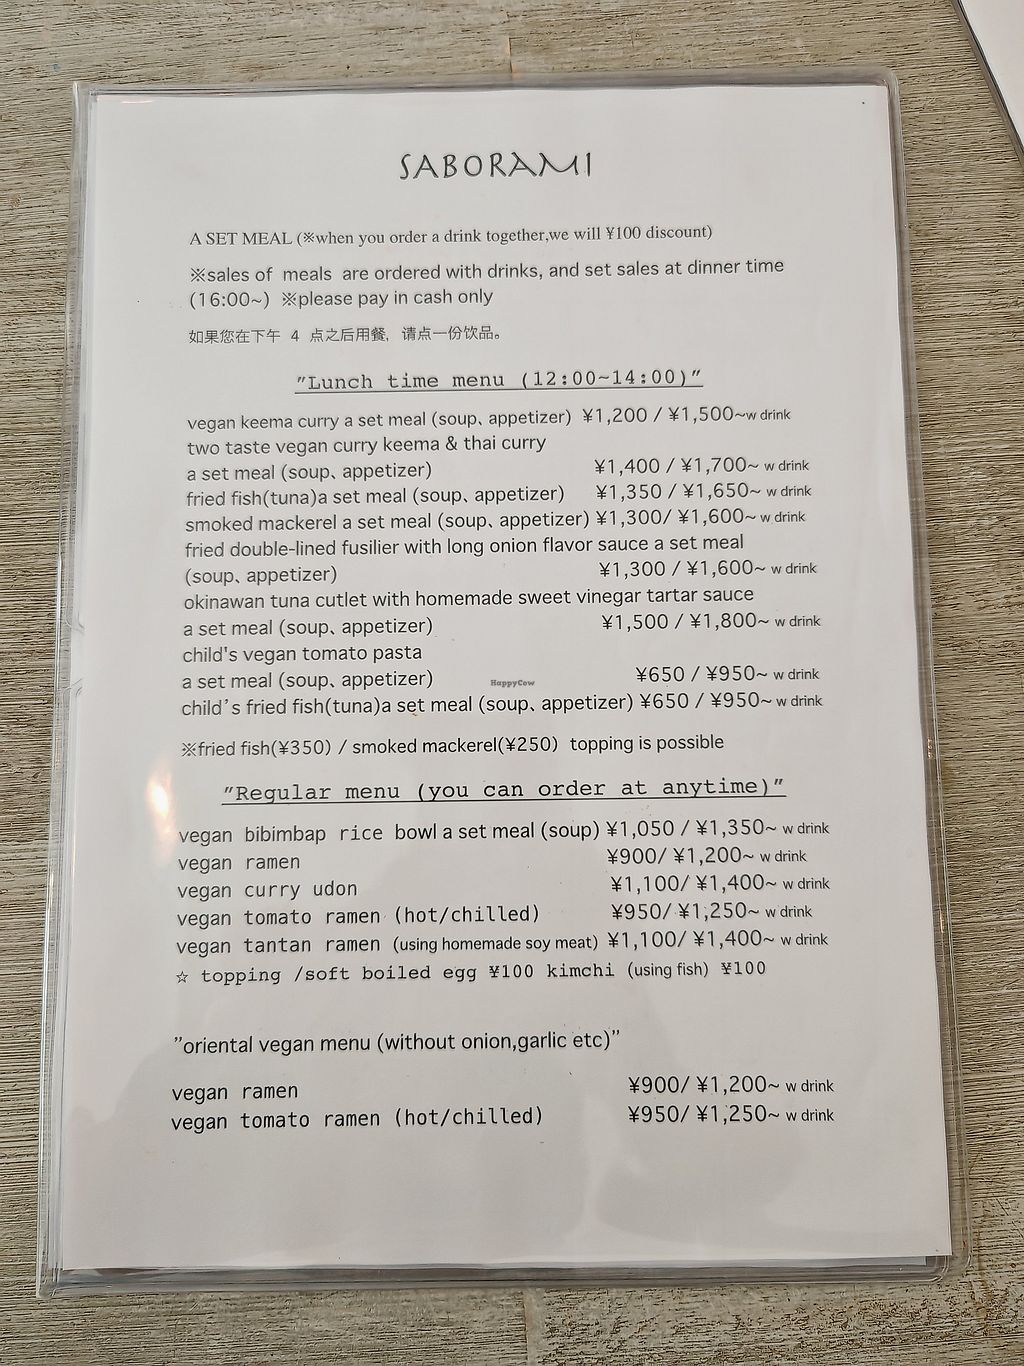 SABORAMI
A SET MEAL (※when you order a drink together,we will ¥100 discount)
※sales of meals are ordered with drinks, and set sales at dinner time
(16:00~) ※please pay in cash only
如果您在下午 4 点之后用餐，请点一份饮品。
"Lunch time menu (12:00~14:00)"
vegan keema curry a set meal (soup、appetizer) ¥1,200 / ¥1,500~w drink
two taste vegan curry keema & thai curry
a set meal (soup、appetizer) ¥1,400 / ¥1,700~ w drink
fried fish(tuna)a set meal (soup、appetizer) ¥1,350 / ¥1,650~ w drink
smoked mackerel a set meal (soup、appetizer) ¥1,300/ ¥1,600~ w drink
fried double-lined fusilier with long onion flavor sauce a set meal
(soup、appetizer) ¥1,300 / ¥1,600~ w drink
okinawan tuna cutlet with homemade sweet vinegar tartar sauce
a set meal (soup、appetizer) ¥1,500 / ¥1,800~ w drink
child's vegan tomato pasta
a set meal (soup、appetizer) ¥650 / ¥950~ w drink
HappyCow
child's fried fish(tuna)a set meal (soup、appetizer) ¥650 / ¥950~ w drink
※fried fish(¥350) / smoked mackerel(¥250) topping is possible
"Regular menu (you can order at anytime)"
vegan bibimbap rice bowl a set meal (soup) ¥1,050 / ¥1,350~ w drink
vegan ramen ¥900/ ¥1,200~ w drink
vegan curry udon ¥1,100/ ¥1,400~ w drink
vegan tomato ramen (hot/chilled) ¥950/ ¥1,250~ w drink
vegan tantan ramen (using homemade soy meat) ¥1,100/ ¥1,400~ w drink
☆ topping /soft boiled egg ¥100 kimchi (using fish) ¥100
"oriental vegan menu (without onion,garlic etc)"
vegan ramen ¥900/ ¥1,200~ w drink
vegan tomato ramen (hot/chilled) ¥950/ ¥1,250~ w drink